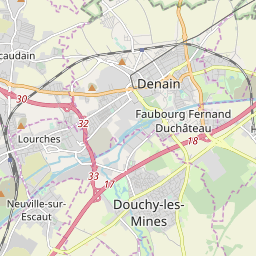 caudain
Denain
30
32
Faubourg Fernand
Duchâteau
Lourches
18
H
33
17
Neuville-sur-
Escaut
Douchy-les-
Mines